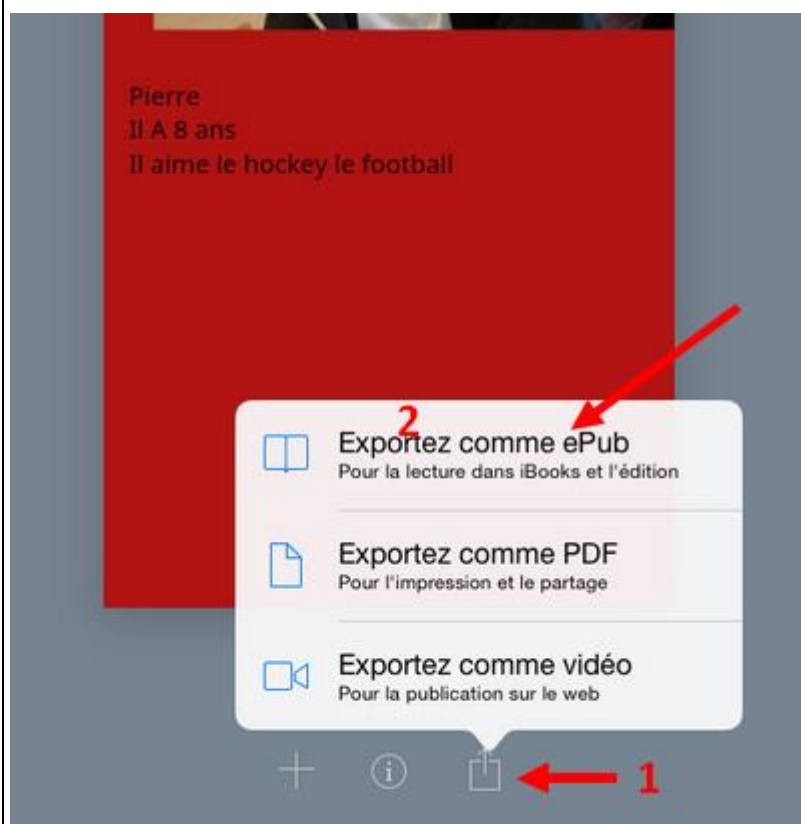 Pierre
Il A 8 ans
Il aime le hockey le football
2
Exportez comme ePub
Pour la lecture dans iBooks et l'édition
Exportez comme PDF
Pour l'impression et le partage
Exportez comme vidéo
Pour la publication sur le web
1